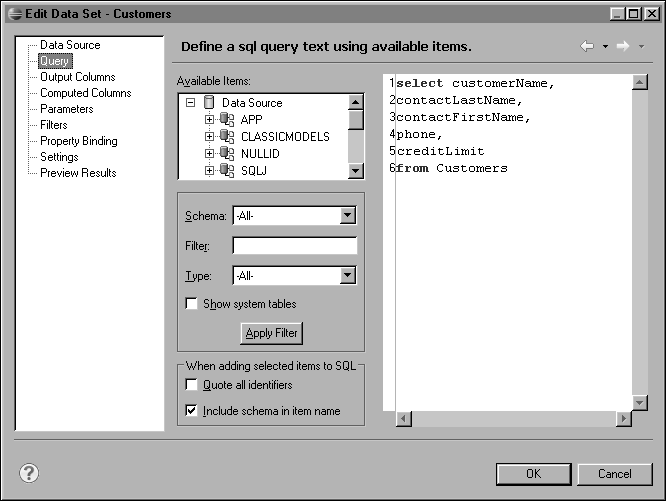 Edit Data Set - Customers
Data Source
Query
Output Columns
Computed Columns
Parameters
Filters
Property Binding
Settings
Preview Results
Define a sql query text using available items.
Available Items:
Data Source
APP
CLASSICMODELS
NULLID
SQLJ
Schema: -All-
Filter:
Type: -All-
Show system tables
Apply Filter
When adding selected items to SQL
Quote all identifiers
Include schema in item name
1select customerName,
2contactLastName,
3contactFirstName,
4phone,
5creditLimit
6from Customers
?
OK
Cancel